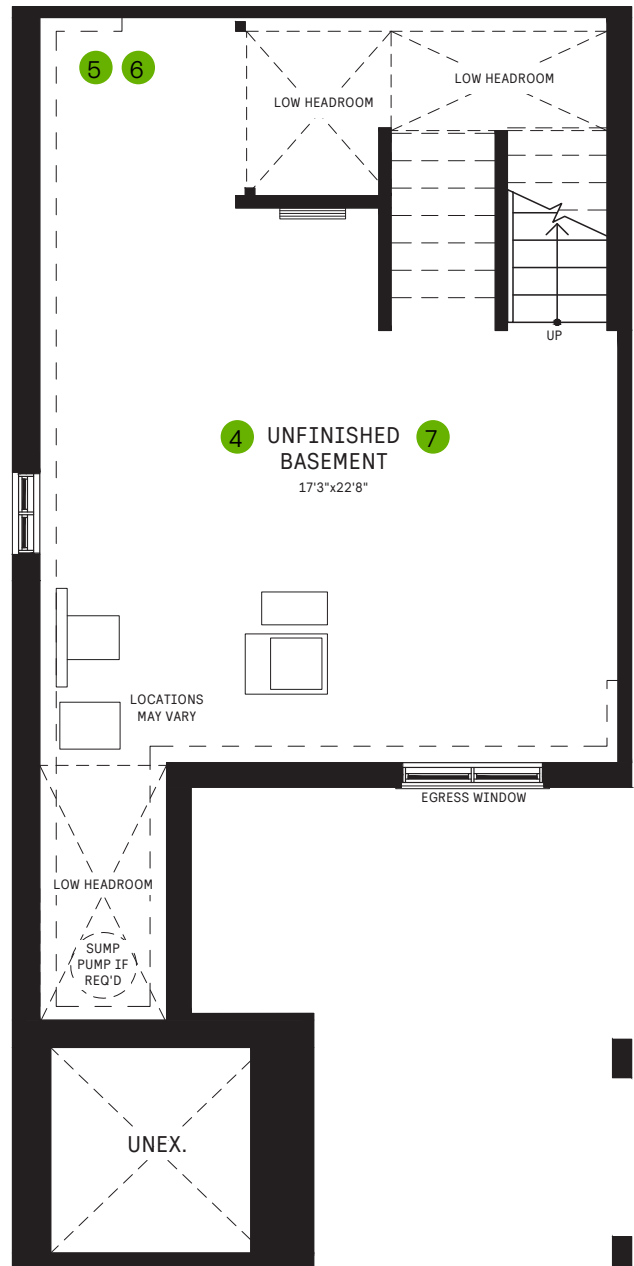 5 6
LOW HEADROOM
LOW HEADROOM
UP
4 UNFINISHED 7
BASEMENT
17'3"x22'8"
LOCATIONS
MAY VARY
EGRESS WINDOW
LOW HEADROOM
SUMP
PUMP IF
REQ'D
UNEX.